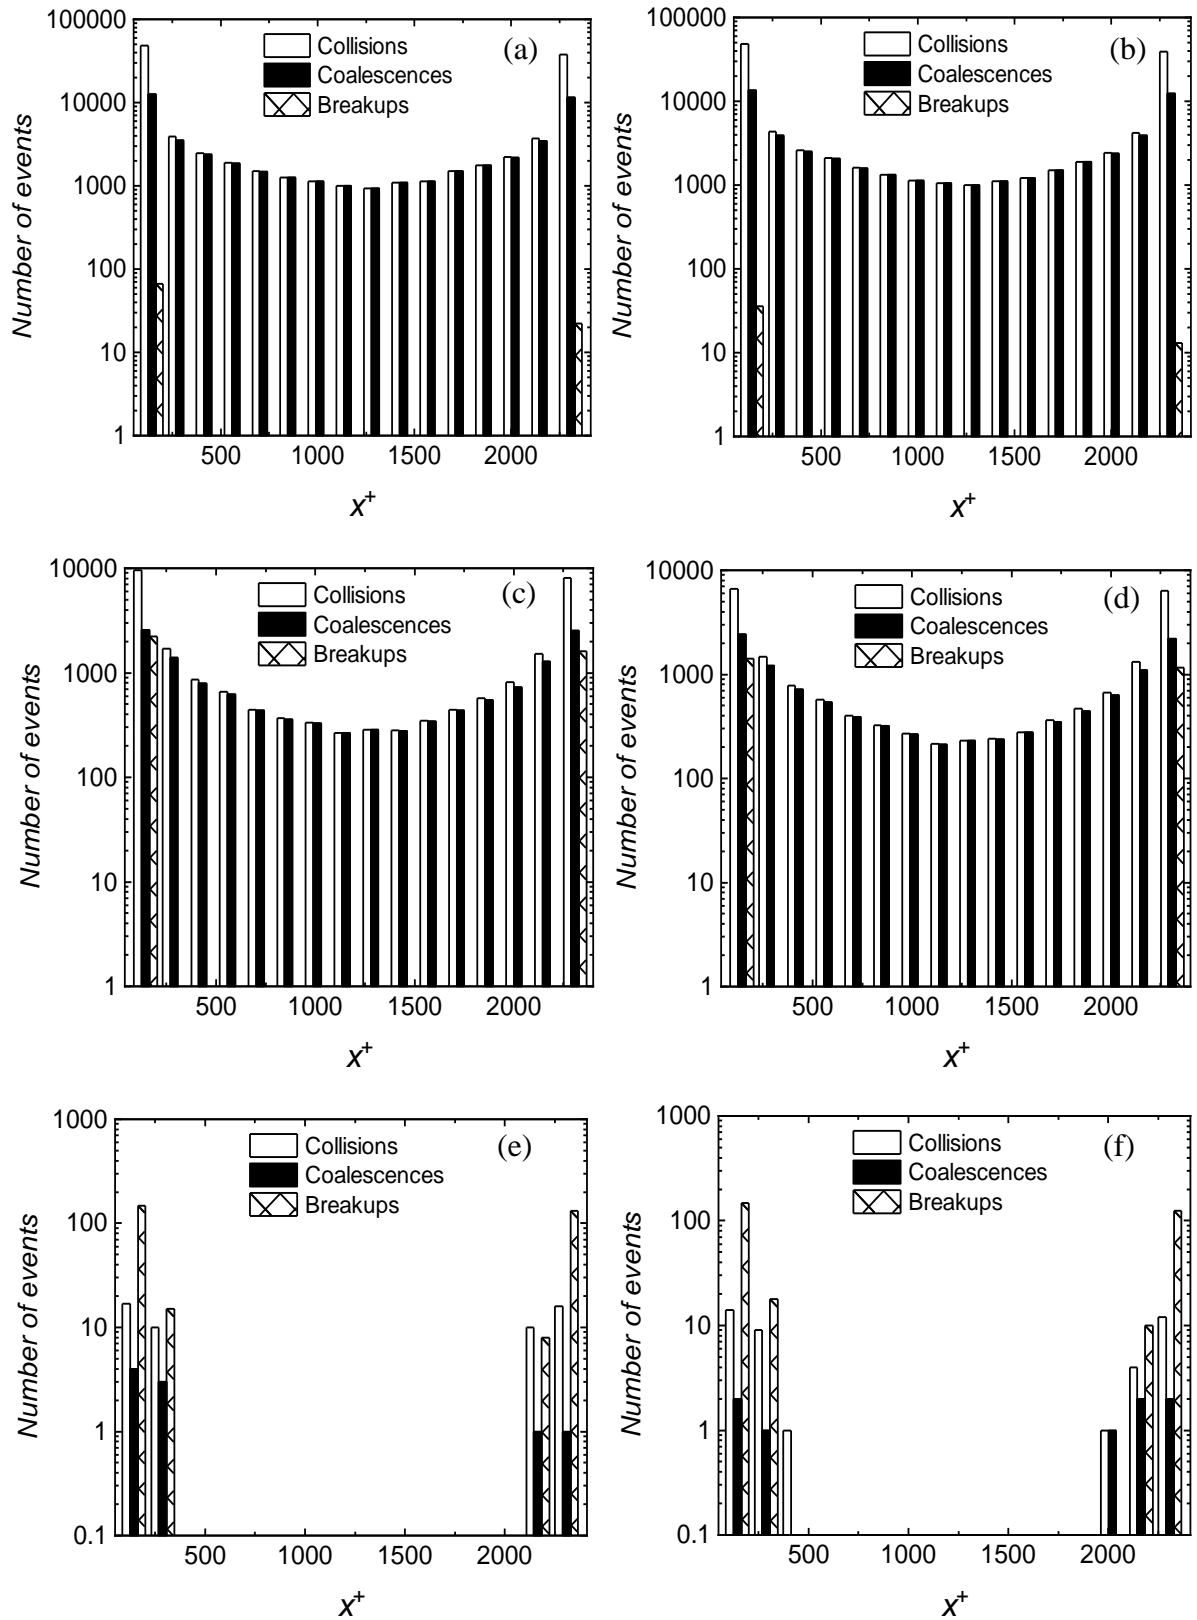 100000
10000
1000
100
10
1
Number of events
Collisions
Coalescences
Breakups
(a)
500 1000 1500 2000
x+
100000
10000
1000
100
10
1
Number of events
Collisions
Coalescences
Breakups
(b)
500 1000 1500 2000
x+
10000
1000
100
10
1
Number of events
Collisions
Coalescences
Breakups
(c)
500 1000 1500 2000
x+
10000
1000
100
10
1
Number of events
Collisions
Coalescences
Breakups
(d)
500 1000 1500 2000
x+
1000
100
10
1
0.1
Number of events
Collisions
Coalescences
Breakups
(e)
500 1000 1500 2000
x+
1000
100
10
1
0.1
Number of events
Collisions
Coalescences
Breakups
(f)
500 1000 1500 2000
x+